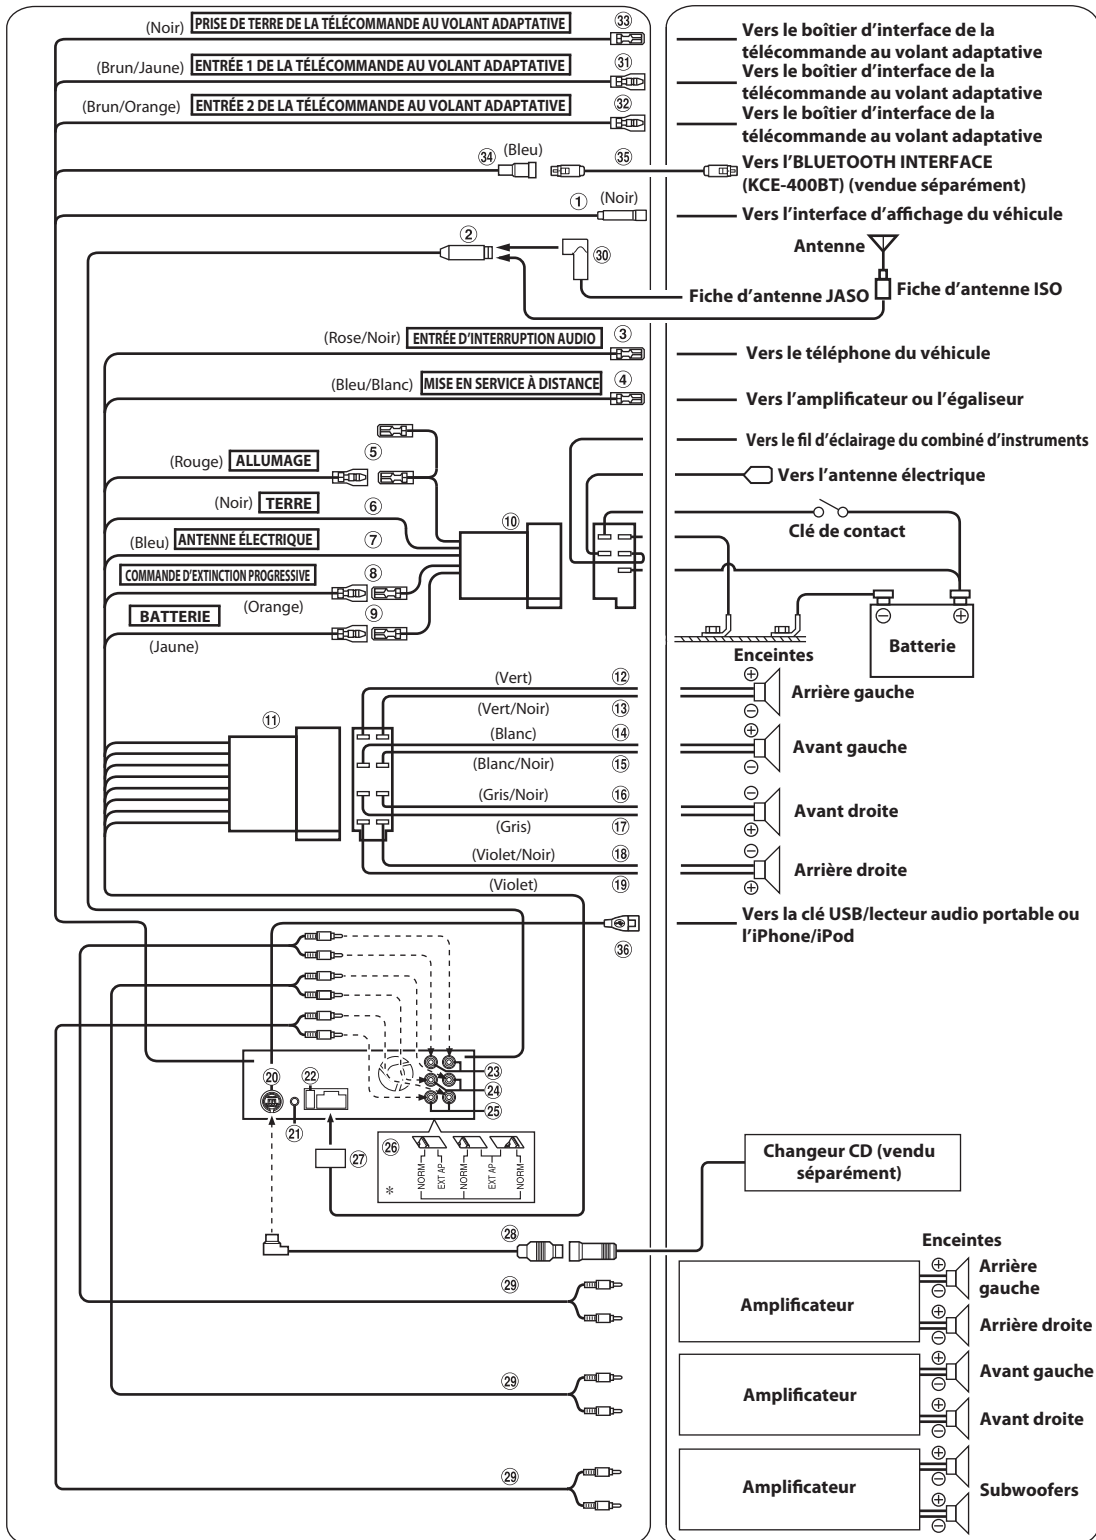 (Noir) PRISE DE TERRE DE LA TÉLÉCOMMANDE AU VOLANT ADAPTATIVE 33
Vers le boîtier d'interface de la
télécommande au volant adaptative
(Brun/Jaune) ENTRÉE 1 DE LA TÉLÉCOMMANDE AU VOLANT ADAPTATIVE 31
Vers le boîtier d'interface de la
télécommande au volant adaptative
(Brun/Orange) ENTRÉE 2 DE LA TÉLÉCOMMANDE AU VOLANT ADAPTATIVE 32
Vers le boîtier d'interface de la
télécommande au volant adaptative
34 (Bleu) 35
Vers l'BLUETOOTH INTERFACE
(KCE-400BT) (vendue séparément)
1 (Noir)
Vers l'interface d'affichage du véhicule
2
30
Antenne
Fiche d'antenne JASO
Fiche d'antenne ISO
(Rose/Noir) ENTRÉE D'INTERRUPTION AUDIO 3
Vers le téléphone du véhicule
(Bleu/Blanc) MISE EN SERVICE À DISTANCE 4
Vers l'amplificateur ou l'égaliseur
Vers le fil d'éclairage du combiné d'instruments
5
(Rouge) ALLUMAGE
Vers l'antenne électrique
(Noir) TERRE 6
10
Clé de contact
(Bleu) ANTENNE ÉLECTRIQUE 7
COMMANDE D'EXTINCTION PROGRESSIVE 8
(Orange)
BATTERIE 9
(Jaune)
⊖ ⊕
Batterie
Enceintes
11
(Vert) 12
(Vert/Noir) 13
⊕
⊖
Arrière gauche
(Blanc) 14
(Blanc/Noir) 15
⊕
⊖
Avant gauche
(Gris/Noir) 16
(Gris) 17
⊖
⊕
Avant droite
(Violet/Noir) 18
(Violet) 19
⊖
⊕
Arrière droite
36
Vers la clé USB/lecteur audio portable ou
l'iPhone/iPod
20
22
21
23
24
25
26
NORM
EXT AP
NORM
EXT AP
NORM
*
27
Changeur CD (vendu
séparément)
28
Enceintes
29
Amplificateur
⊕
⊖
Arrière
gauche
⊕
⊖
Arrière droite
29
Amplificateur
⊕
⊖
Avant gauche
⊕
⊖
Avant droite
29
Amplificateur
⊕
⊖
⊕
⊖
Subwoofers